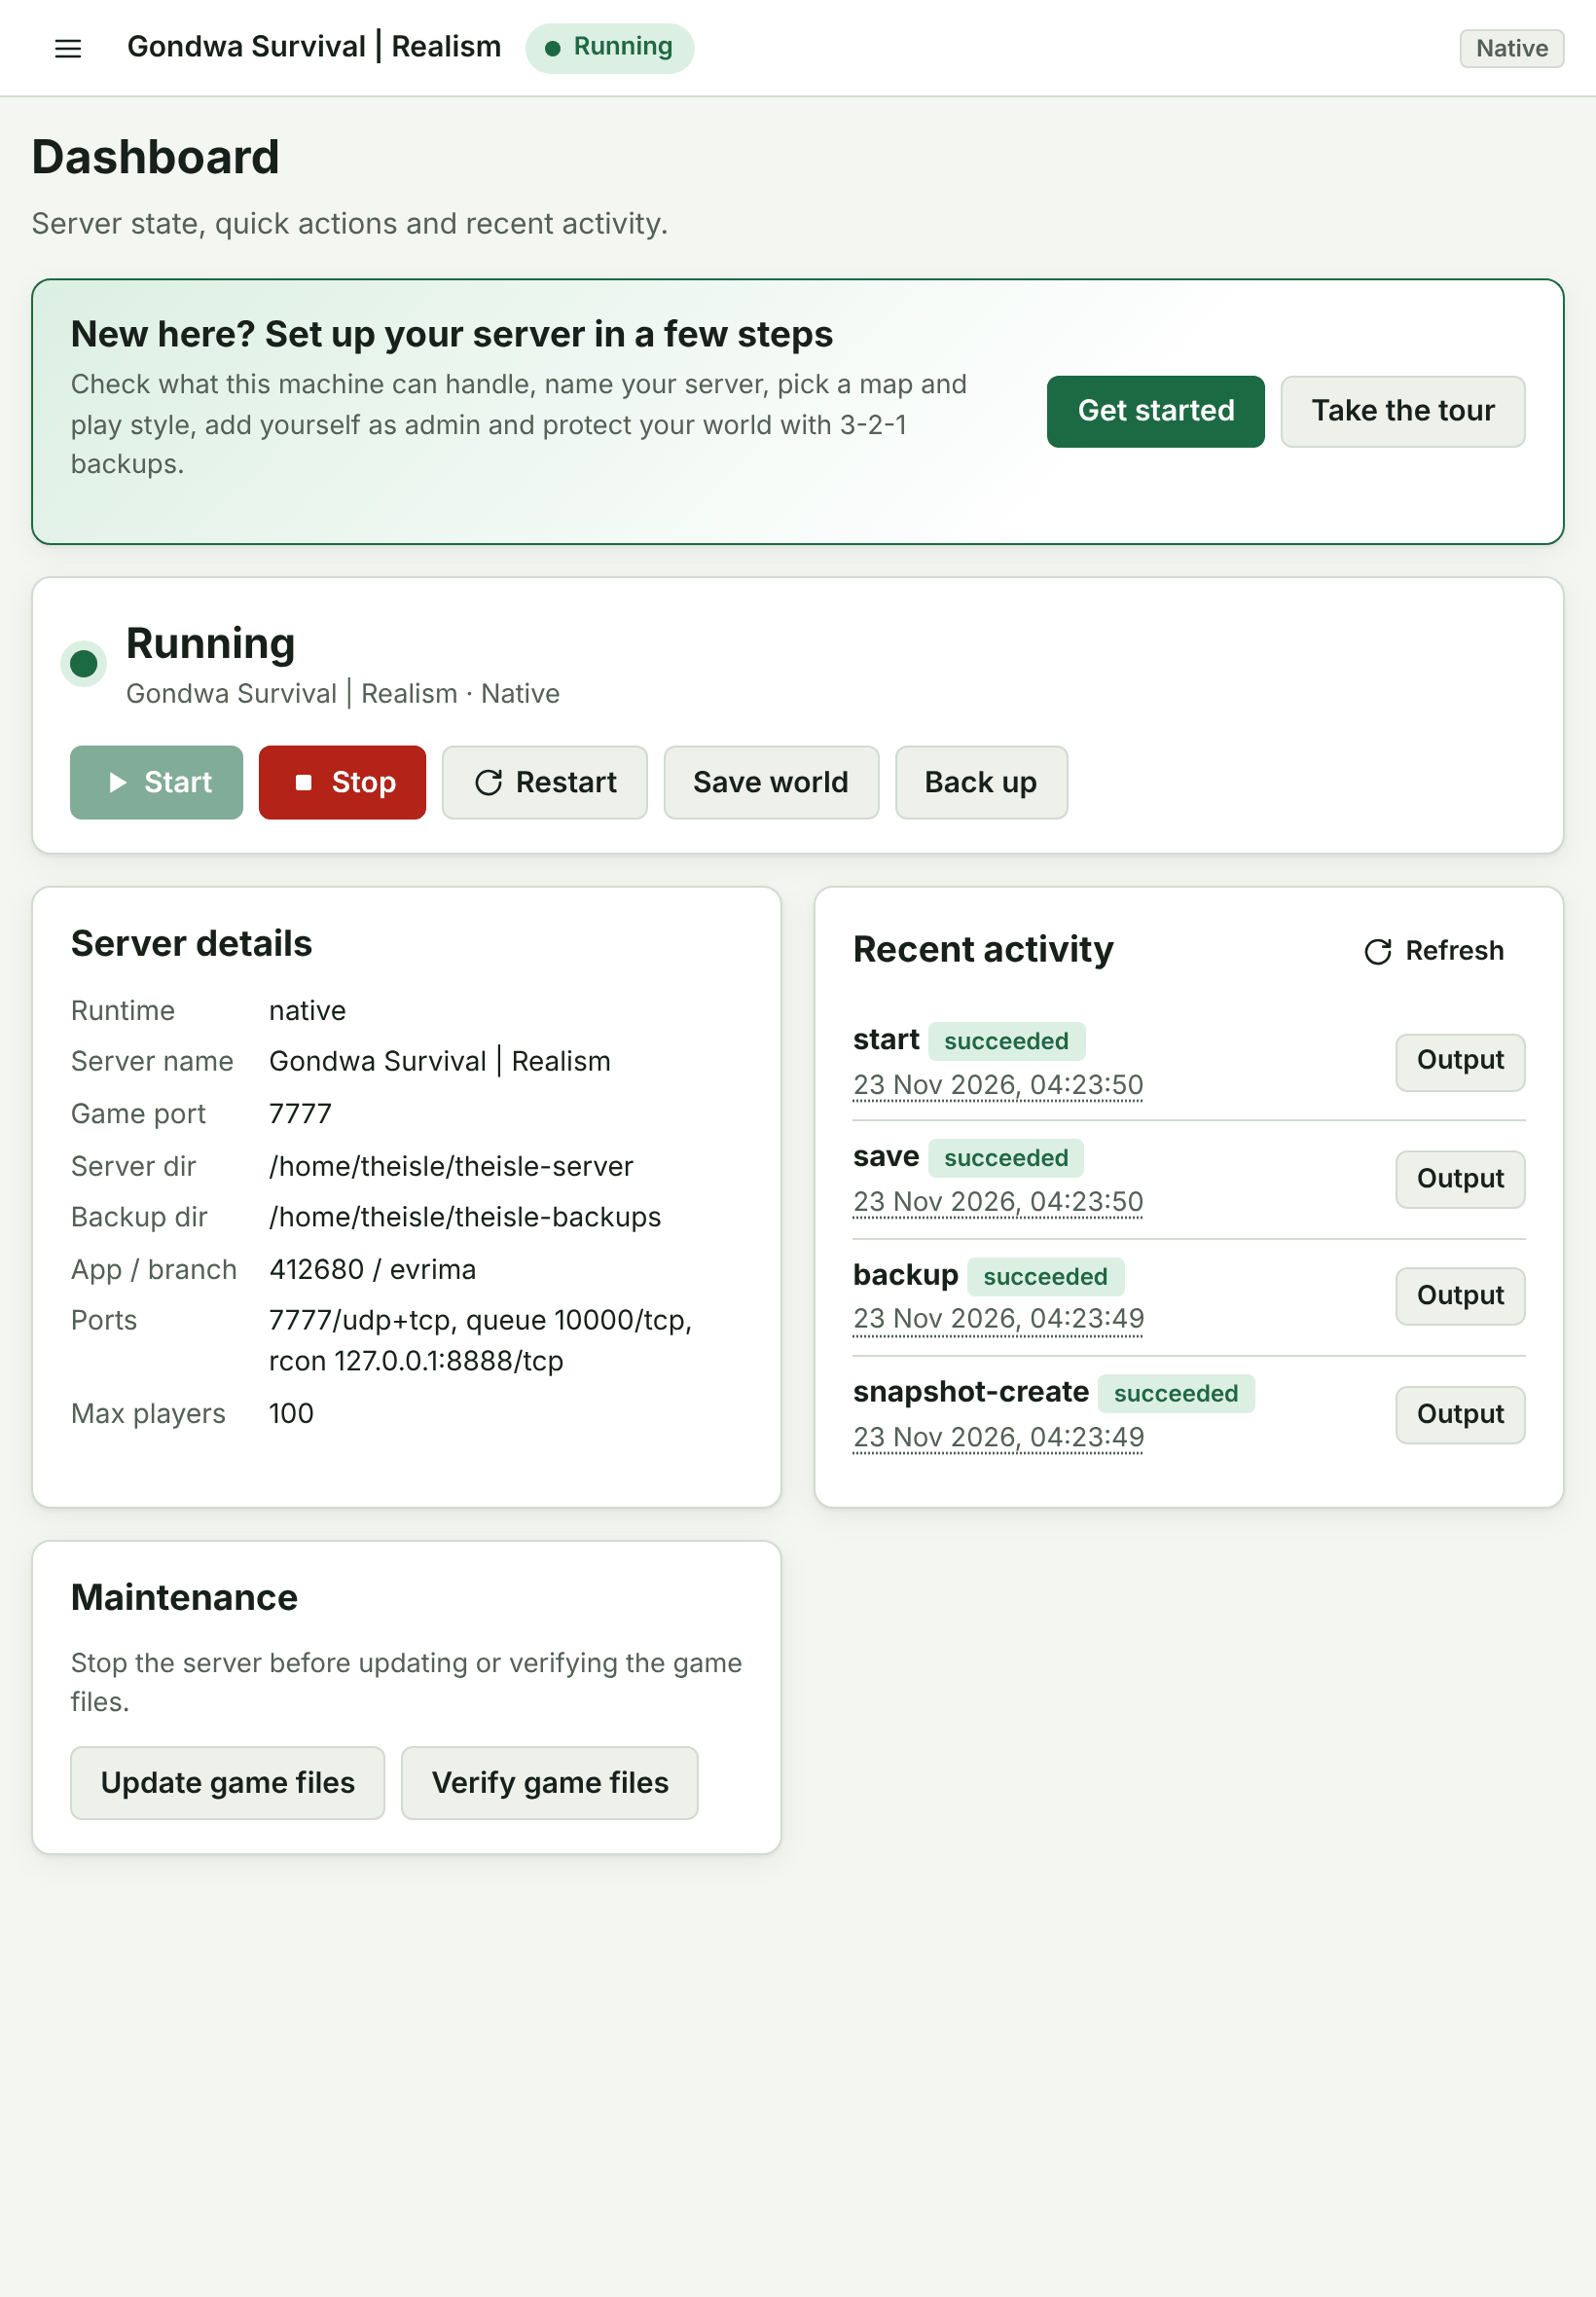 Gondwa Survival | Realism
Running
Native
Dashboard
Server state, quick actions and recent activity.
New here? Set up your server in a few steps
Check what this machine can handle, name your server, pick a map and
play style, add yourself as admin and protect your world with 3-2-1
backups.
Get started
Take the tour
Running
Gondwa Survival | Realism · Native
Start
Stop
Restart
Save world
Back up
Server details
Runtime native
Server name Gondwa Survival | Realism
Game port 7777
Server dir /home/theisle/theisle-server
Backup dir /home/theisle/theisle-backups
App / branch 412680 / evrima
Ports 7777/udp+tcp, queue 10000/tcp,
rcon 127.0.0.1:8888/tcp
Max players 100
Recent activity
Refresh
start succeeded
23 Nov 2026, 04:23:50
Output
save succeeded
23 Nov 2026, 04:23:50
Output
backup succeeded
23 Nov 2026, 04:23:49
Output
snapshot-create succeeded
23 Nov 2026, 04:23:49
Output
Maintenance
Stop the server before updating or verifying the game
files.
Update game files
Verify game files